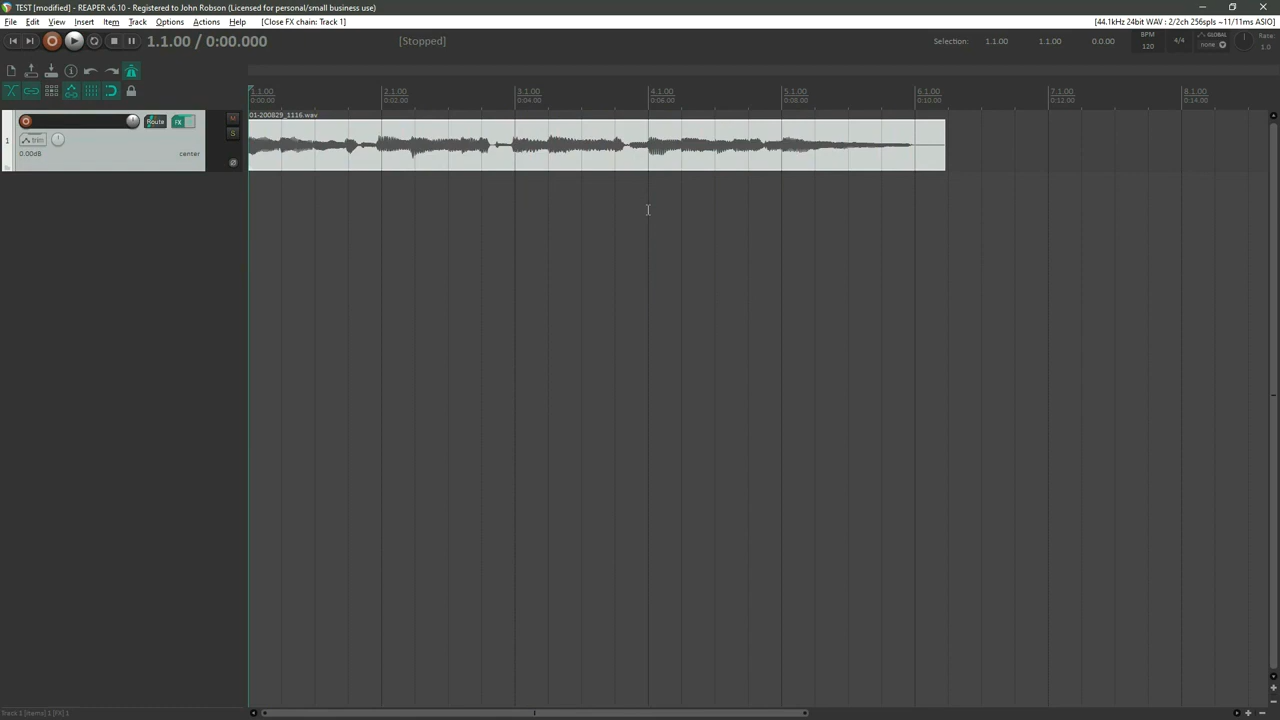 TEST [modified] - REAPER v6.10 - Registered to John Robson (Licensed for personal/small business use)
File Edit View Insert Item Track Options Actions Help [Close FX chain: Track 1] [44.1kHz 24bit WAV : 2/2ch 256spls ~11/11ms ASIO]
1.1.00 / 0:00.000 [Stopped] Selection: 1.1.00 1.1.00 0.0.00 BPM 120 4/4 GLOBAL none Rate: 1.0
1.1.00 2.1.00 3.1.00 4.1.00 5.1.00 6.1.00 7.1.00 8.1.00
0:00.00 0:02.00 0:04.00 0:06.00 0:08.00 0:10.00 0:12.00 0:14.00
01-200829_1116.wav
1 Route FX M
trim S
0.00dB center
Track 1 [Items] 1 [FX] 1